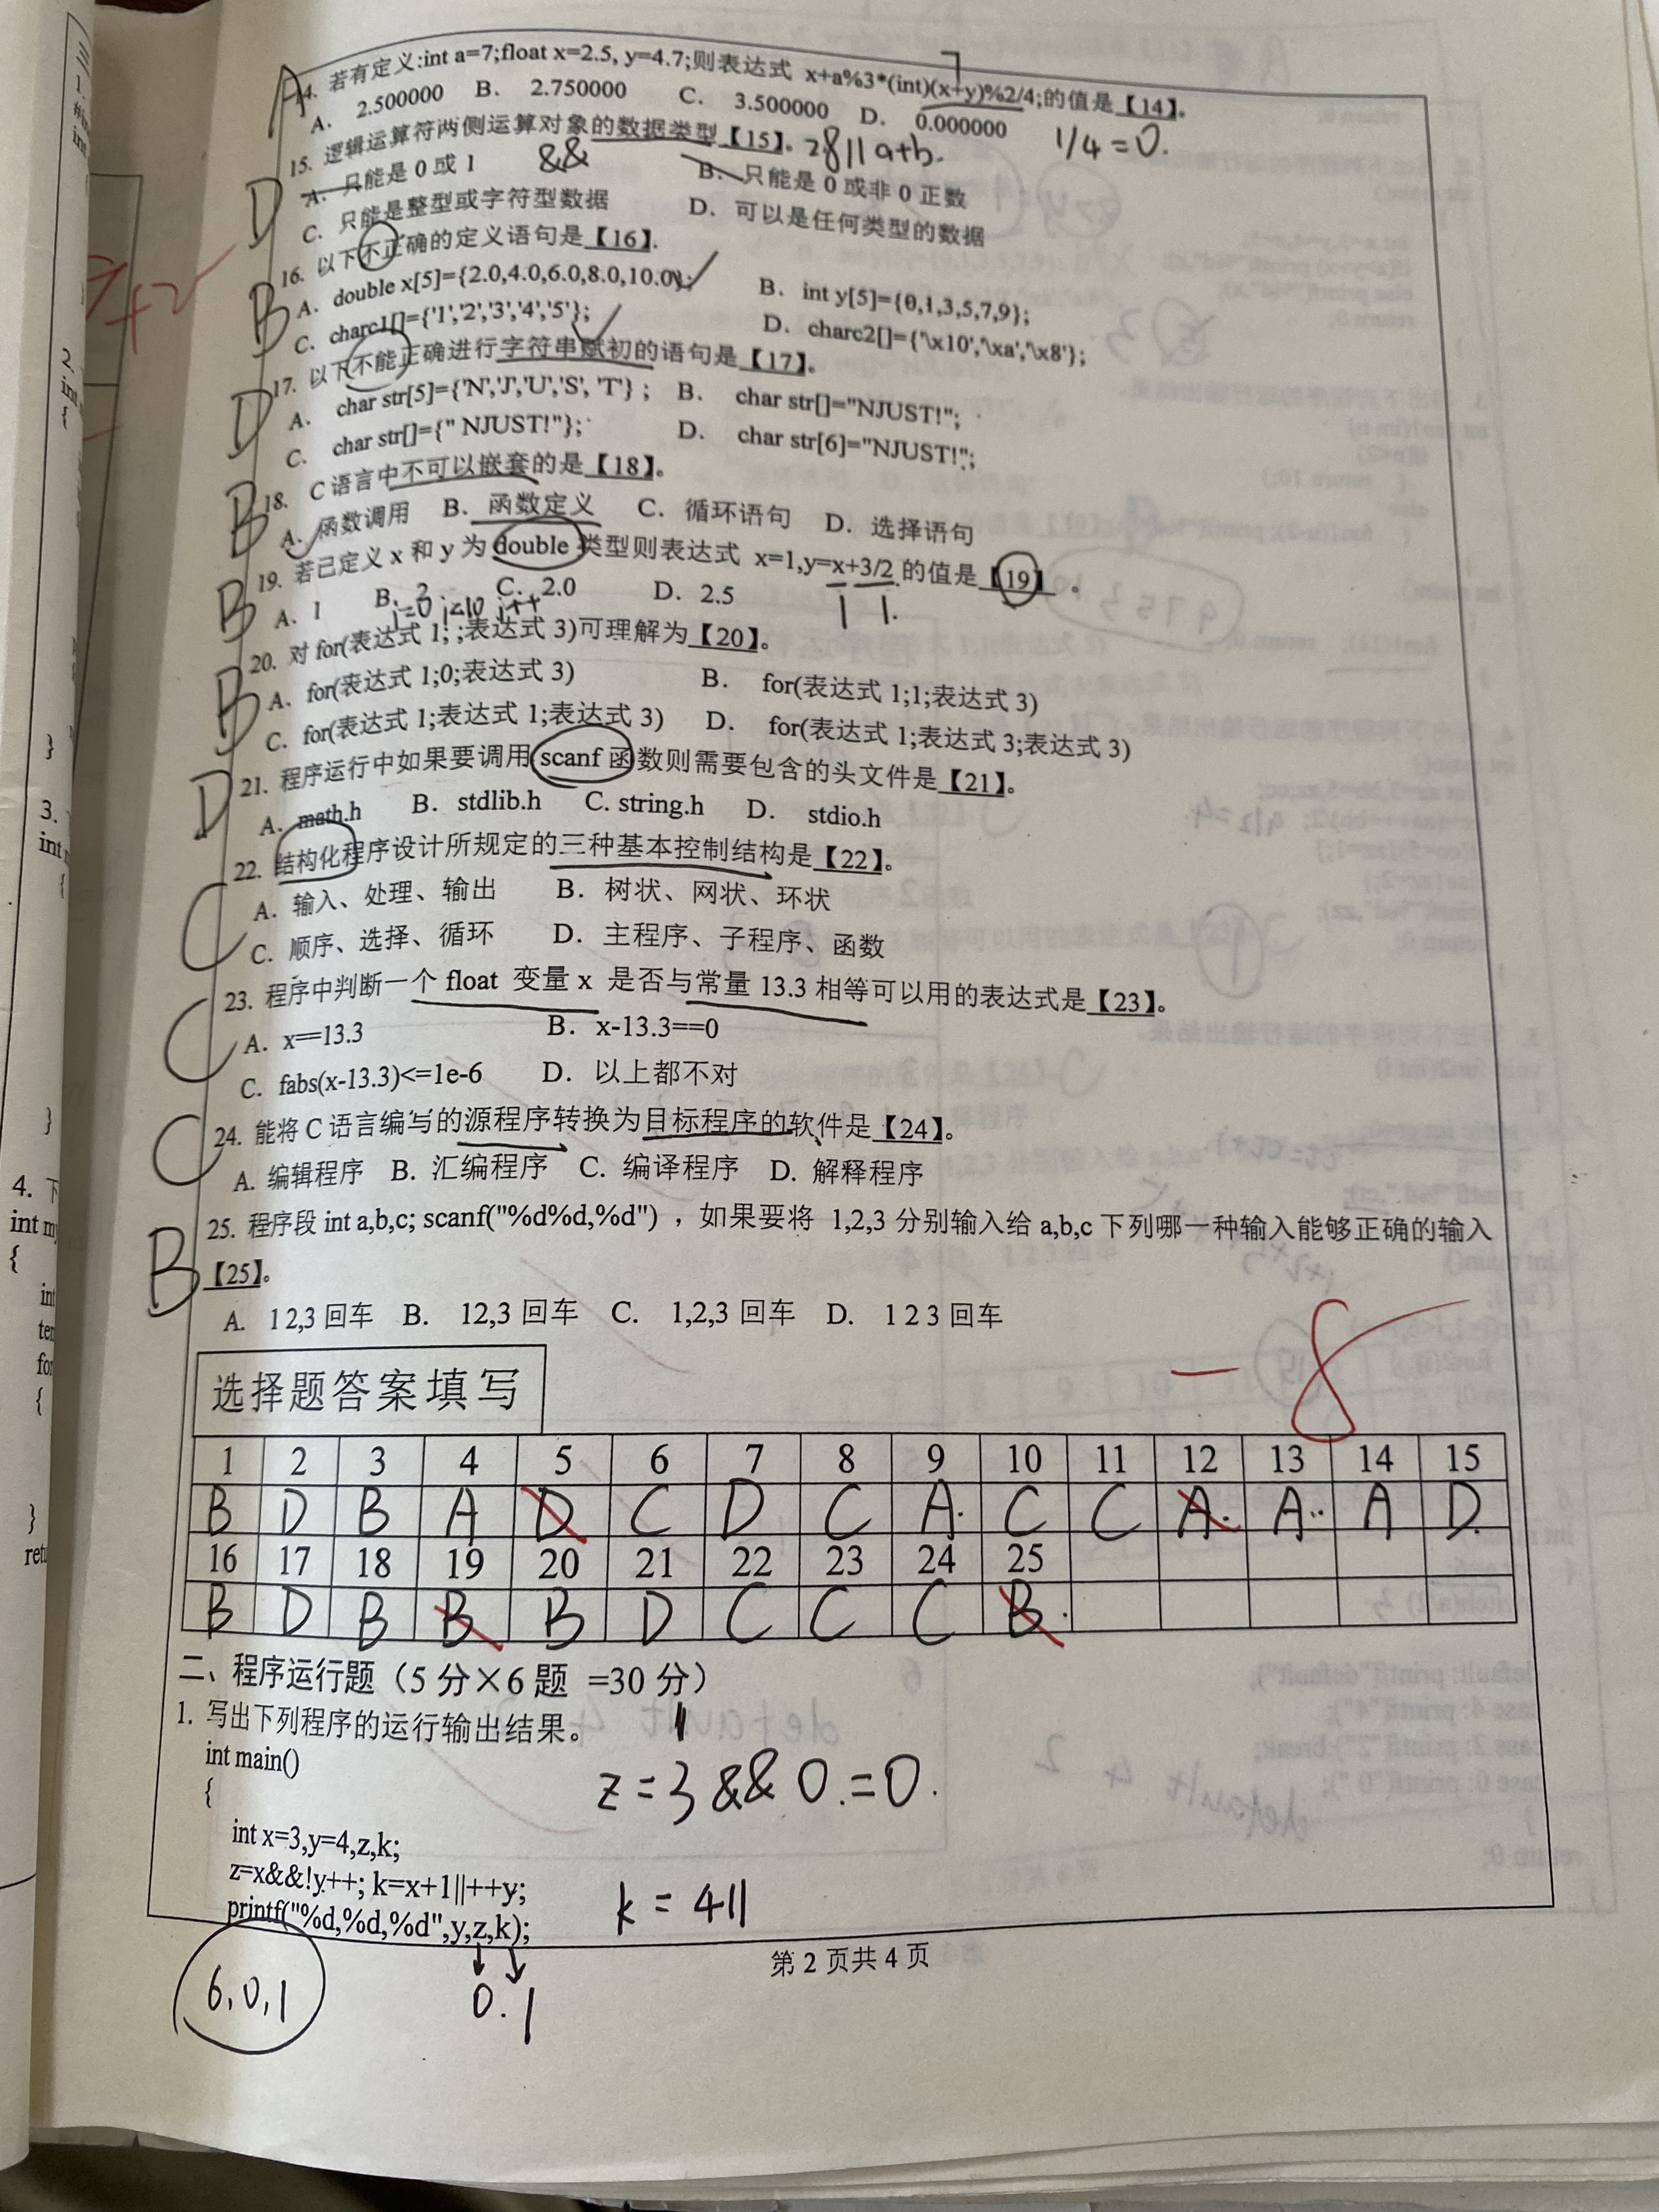 14. 若有定义:int a=7;float x=2.5, y=4.7;则表达式 x+a%3*(int)(x+y)%2/4;的值是【14】。
7
A
A. 2.500000 B. 2.750000 C. 3.500000 D. 0.000000
1/4=0.
15. 逻辑运算符两侧运算对象的数据类型【15】。
&&
28||a+b.
D
A. 只能是 0 或 1 B. 只能是 0 或非 0 正数
C. 只能是整型或字符型数据 D. 可以是任何类型的数据
16. 以下不正确的定义语句是【16】.
B
A. double x[5]={2.0,4.0,6.0,8.0,10.0}; B. int y[5]={0,1,3,5,7,9};
C. charc1[]={'1','2','3','4','5'}; D. charc2[]={'\x10','\xa','\x8'};
17. 以下不能正确进行字符串赋初的语句是【17】。
D
A. char str[5]={'N','J','U','S', 'T'} ; B. char str[]="NJUST!";
C. char str[]={" NJUST!"}; D. char str[6]="NJUST!";
18. C 语言中不可以嵌套的是【18】。
B
A. 函数调用 B. 函数定义 C. 循环语句 D. 选择语句
19. 若已定义 x 和 y 为 double 类型则表达式 x=1,y=x+3/2 的值是【19】 。
B
A. 1 B. 2 C. 2.0 D. 2.5
1 1.
i=0 i<10 i++
20. 对 for(表达式 1; ;表达式 3)可理解为【20】。
B
A. for(表达式 1;0;表达式 3) B. for(表达式 1;1;表达式 3)
C. for(表达式 1;表达式 1;表达式 3) D. for(表达式 1;表达式 3;表达式 3)
21. 程序运行中如果要调用 scanf 函数则需要包含的头文件是【21】。
D
A. math.h B. stdlib.h C. string.h D. stdio.h
22. 结构化程序设计所规定的三种基本控制结构是【22】。
C
A. 输入、处理、输出 B. 树状、网状、环状
C. 顺序、选择、循环 D. 主程序、子程序、函数
23. 程序中判断一个 float 变量 x 是否与常量 13.3 相等可以用的表达式是【23】。
C
A. x==13.3 B. x-13.3==0
C. fabs(x-13.3)<=1e-6 D. 以上都不对
24. 能将 C 语言编写的源程序转换为目标程序的软件是【24】。
C
A. 编辑程序 B. 汇编程序 C. 编译程序 D. 解释程序
25. 程序段 int a,b,c; scanf("%d%d,%d") ，如果要将 1,2,3 分别输入给 a,b,c 下列哪一种输入能够正确的输入
B
【25】。
A. 1 2,3 回车 B. 12,3 回车 C. 1,2,3 回车 D. 1 2 3 回车
-8
选择题答案填写
1 2 3 4 5 6 7 8 9 10 11 12 13 14 15
B D B A D C D C A. C C A. A.. A D.
16 17 18 19 20 21 22 23 24 25
B D B B B D C C C B.
二、程序运行题（5 分×6 题 =30 分）
1. 写出下列程序的运行输出结果。
int main()
{
z=3&&0.=0.
int x=3,y=4,z,k;
z=x&&!y++; k=x+1||++y;
k=4||
printf("%d,%d,%d",y,z,k);
第 2 页共 4 页
6,0,1
0. 1